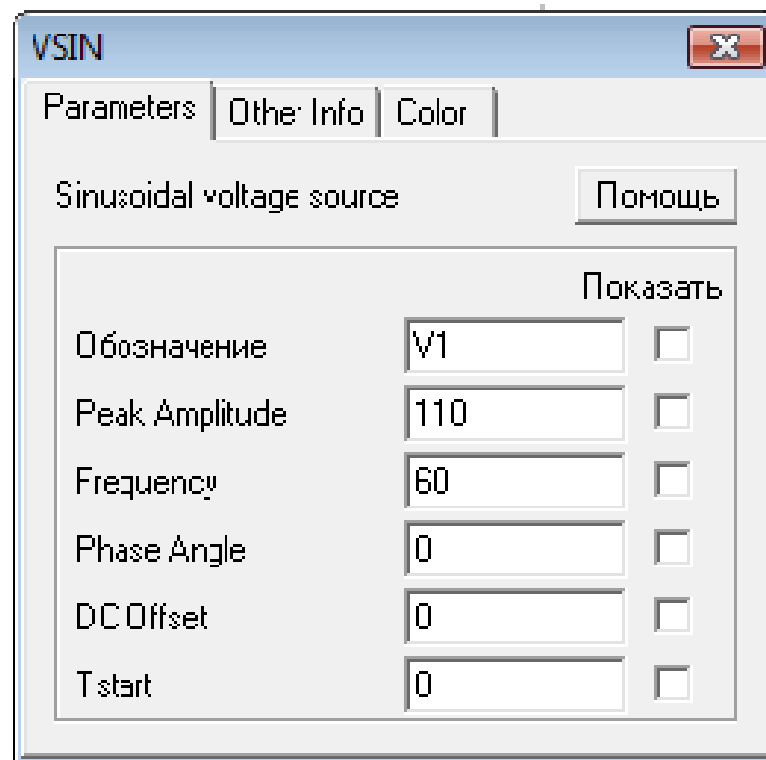 VSIN
Parameters Other Info Color
Sinusoidal voltage source Помощь
Показать
Обозначение V1
Peak Amplitude 110
Frequency 60
Phase Angle 0
DC Offset 0
Tstart 0